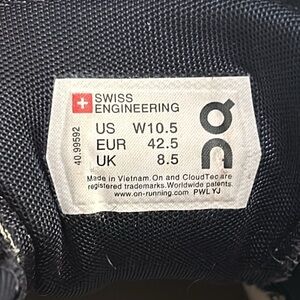 SWISS
ENGINEERING
US W10.5
EUR 42.5
UK 8.5
40.99592
Made in Vietnam. On and CloudTec are
registered trademarks. Worldwide patents.
www.on-running.com PWL YJ